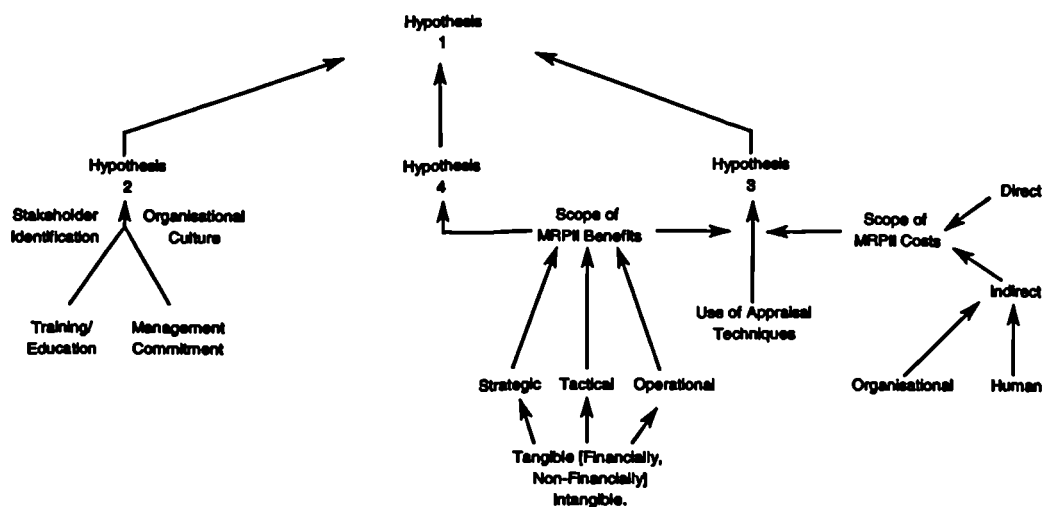 Hypothesis
1
Hypothesis
2
Hypothesis
4
Hypothesis
3
Stakeholder
Identification
Organisational
Culture
Scope of
MRPII Benefits
Scope of
MRPII Costs
Direct
Indirect
Training/
Education
Management
Commitment
Use of Appraisal
Techniques
Strategic
Tactical
Operational
Organisational
Human
Tangible [Financially,
Non-Financially]
Intangible.